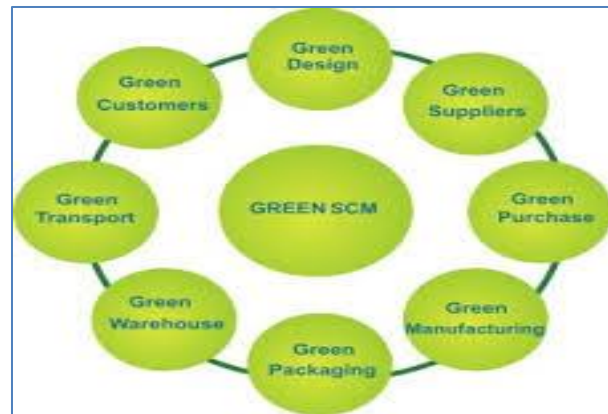 Green
Design
Green
Suppliers
Green
Purchase
Green
Manufacturing
Green
Packaging
Green
Warehouse
Green
Transport
Green
Customers
GREEN SCM